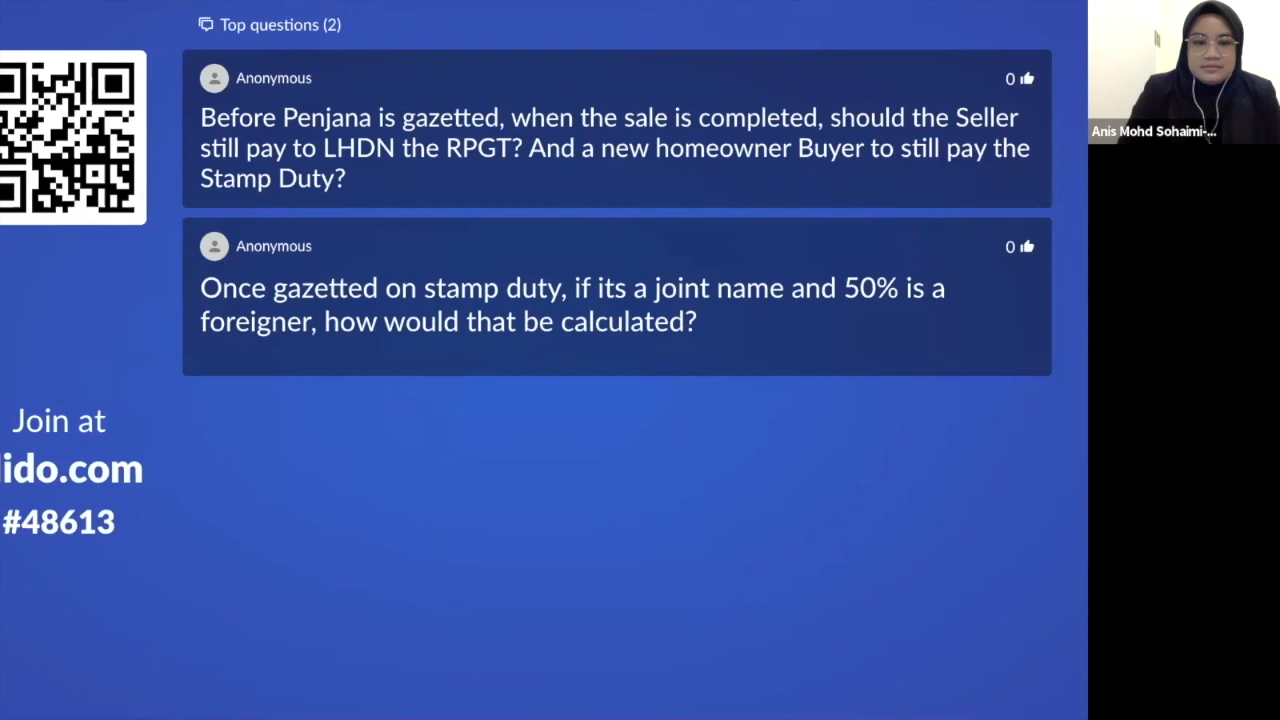 Top questions (2)
Anonymous
0
Before Penjana is gazetted, when the sale is completed, should the Seller
still pay to LHDN the RPGT? And a new homeowner Buyer to still pay the
Stamp Duty?
Anonymous
0
Once gazetted on stamp duty, if its a joint name and 50% is a
foreigner, how would that be calculated?
Join at
lido.com
#48613
Anis Mohd Sohaimi-...